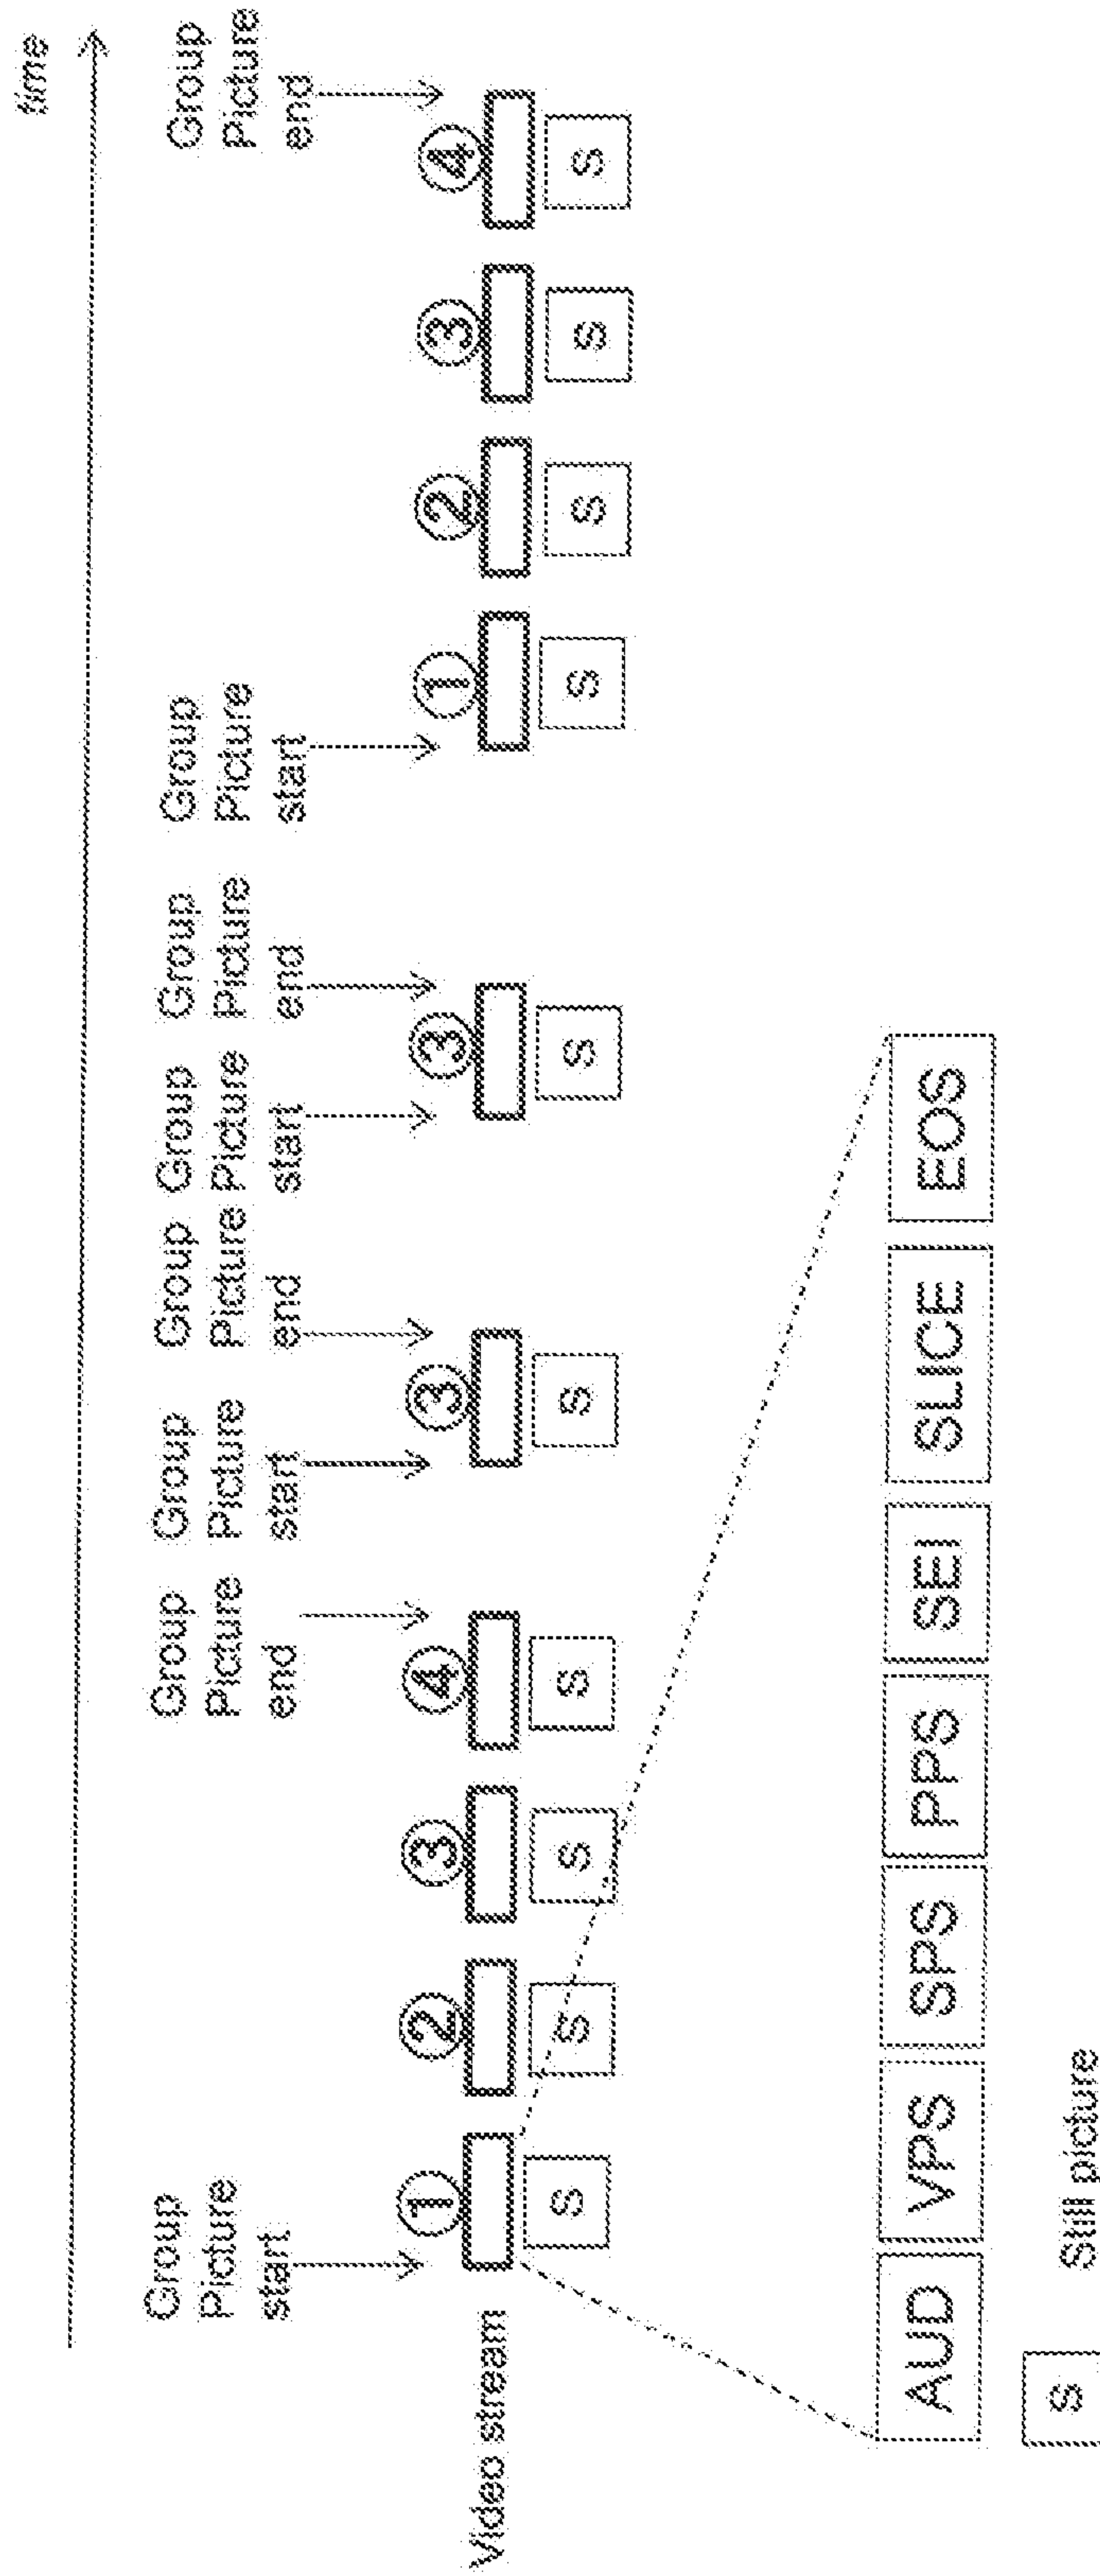 time
Group
Picture
start
Group
Picture
end
Group
Picture
start
Group
Picture
end
Group
Picture
start
Group
Picture
end
Group
Picture
start
Group
Picture
end
Video stream
① ② ③ ④ ③ ③ ① ② ③ ④
S S S S S S S S S S
AUD VPS SPS PPS SEI SLICE EOS
S Still picture